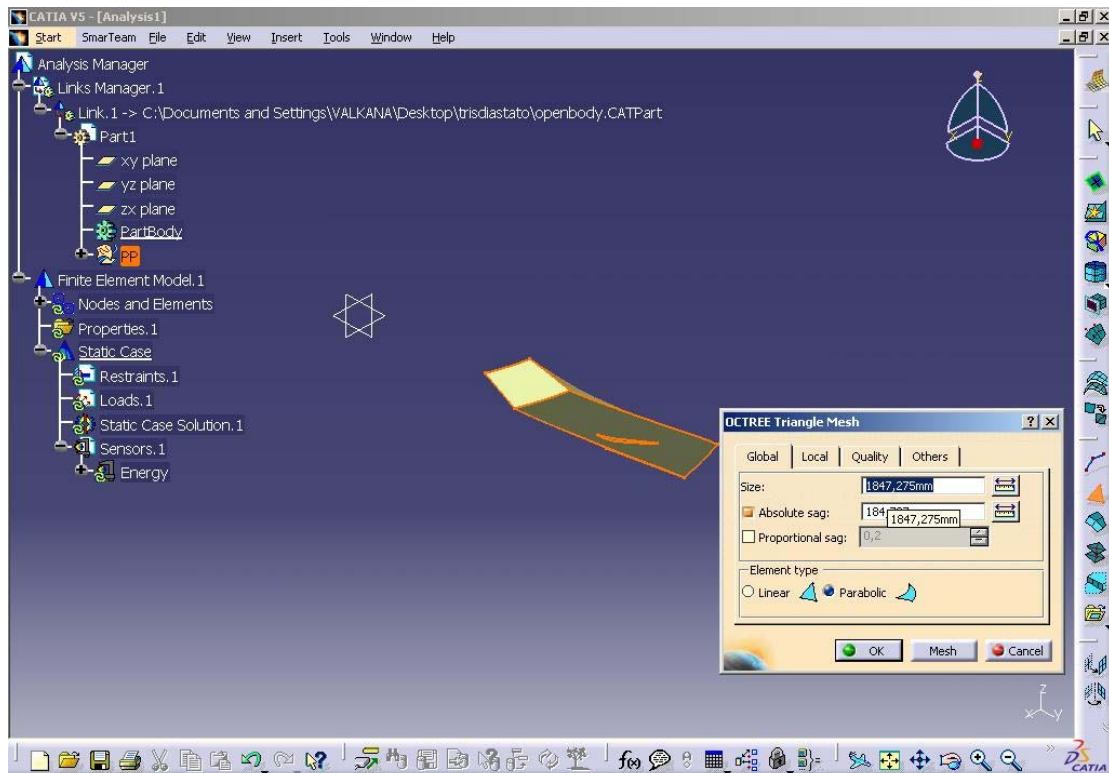 CATIA V5 - [Analysis1]
Start SmarTeam File Edit View Insert Tools Window Help
Analysis Manager
Links Manager.1
Link.1 -> C:\Documents and Settings\VALKANA\Desktop\trisdiastato\openbody.CATPart
Part1
xy plane
yz plane
zx plane
PartBody
PP
Finite Element Model.1
Nodes and Elements
Properties.1
Static Case
Restraints.1
Loads.1
Static Case Solution.1
Sensors.1
Energy
z
y
OCTREE Triangle Mesh
Global Local Quality Others
Size: 1847,275mm
Absolute sag:
1847,275mm
Proportional sag: 0,2
Element type
Linear Parabolic
OK Mesh Cancel
z
x y
f(x)
CATIA